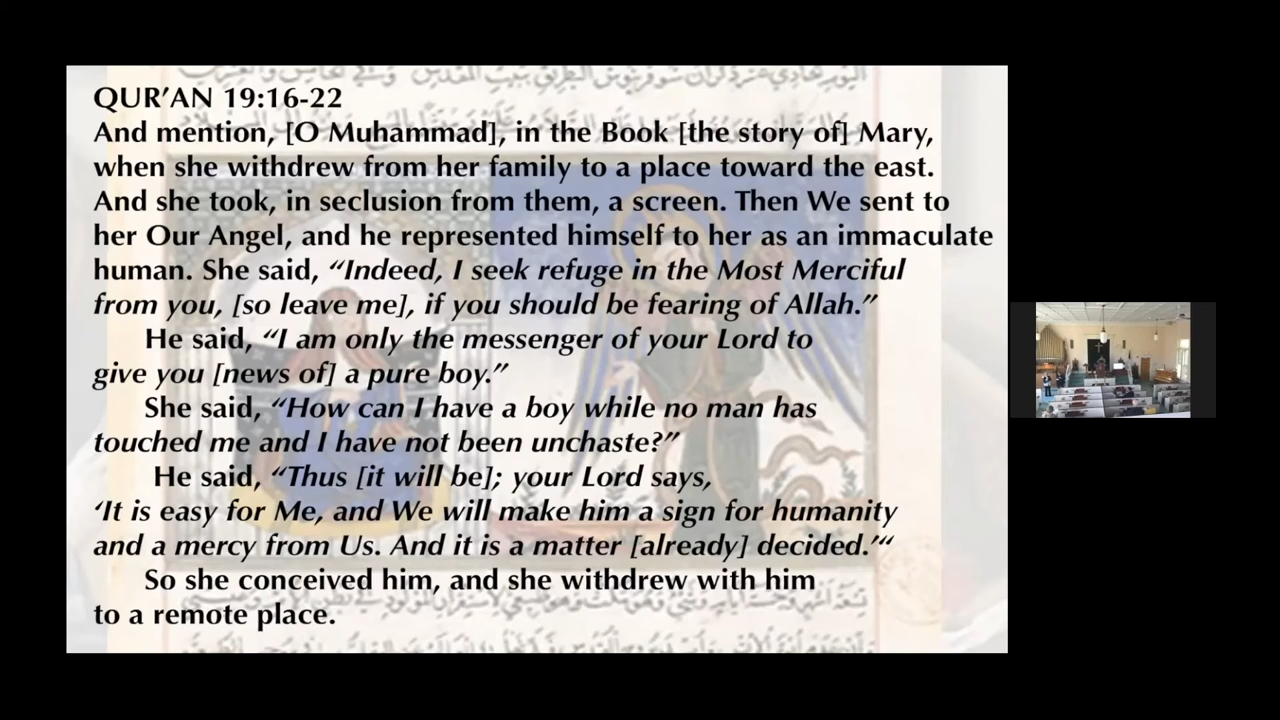 QUR’AN 19:16-22
And mention, [O Muhammad], in the Book [the story of] Mary,
when she withdrew from her family to a place toward the east.
And she took, in seclusion from them, a screen. Then We sent to
her Our Angel, and he represented himself to her as an immaculate
human. She said, “Indeed, I seek refuge in the Most Merciful
from you, [so leave me], if you should be fearing of Allah.”
He said, “I am only the messenger of your Lord to
give you [news of] a pure boy.”
She said, “How can I have a boy while no man has
touched me and I have not been unchaste?”
He said, “Thus [it will be]; your Lord says,
‘It is easy for Me, and We will make him a sign for humanity
and a mercy from Us. And it is a matter [already] decided.’“
So she conceived him, and she withdrew with him
to a remote place.